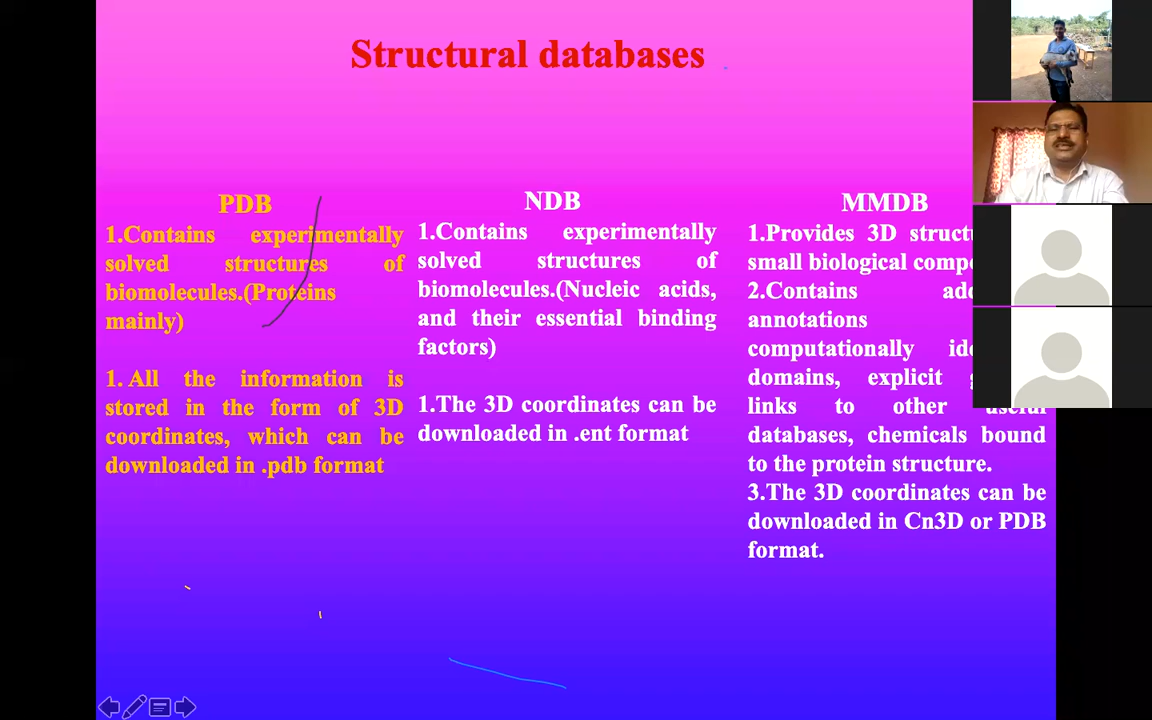 Structural databases
PDB
1.Contains experimentally
solved structures of
biomolecules.(Proteins
mainly)
1. All the information is
stored in the form of 3D
coordinates, which can be
downloaded in .pdb format
NDB
1.Contains experimentally
solved structures of
biomolecules.(Nucleic acids,
and their essential binding
factors)
1.The 3D coordinates can be
downloaded in .ent format
MMDB
1.Provides 3D
small biological
2.Contains
annotations
computationally
domains, explicit
links to other useful
databases, chemicals bound
to the protein structure.
3.The 3D coordinates can be
downloaded in Cn3D or PDB
format.